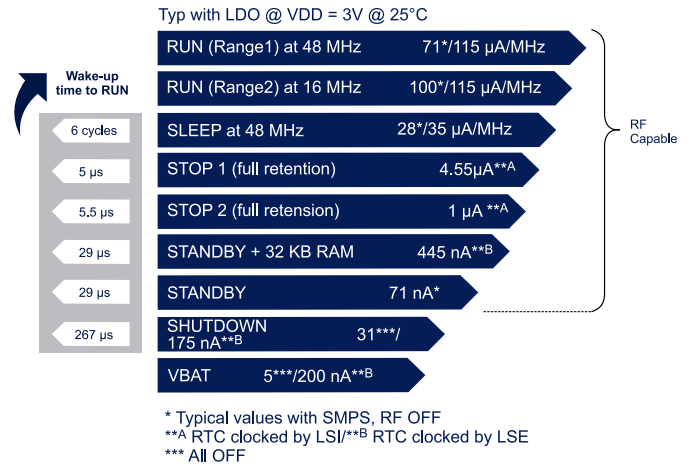 Typ with LDO @ VDD = 3V @ 25°C
Wake-up
time to RUN
RUN (Range1) at 48 MHz 71*/115 µA/MHz
RUN (Range2) at 16 MHz 100*/115 µA/MHz
6 cycles SLEEP at 48 MHz 28*/35 µA/MHz
RF
Capable
5 µs STOP 1 (full retention) 4.55µA**A
5.5 µs STOP 2 (full retension) 1 µA **A
29 µs STANDBY + 32 KB RAM 445 nA**B
29 µs STANDBY 71 nA*
267 µs SHUTDOWN 31***/
175 nA**B
VBAT 5***/200 nA**B
* Typical values with SMPS, RF OFF
**A RTC clocked by LSI/**B RTC clocked by LSE
*** All OFF